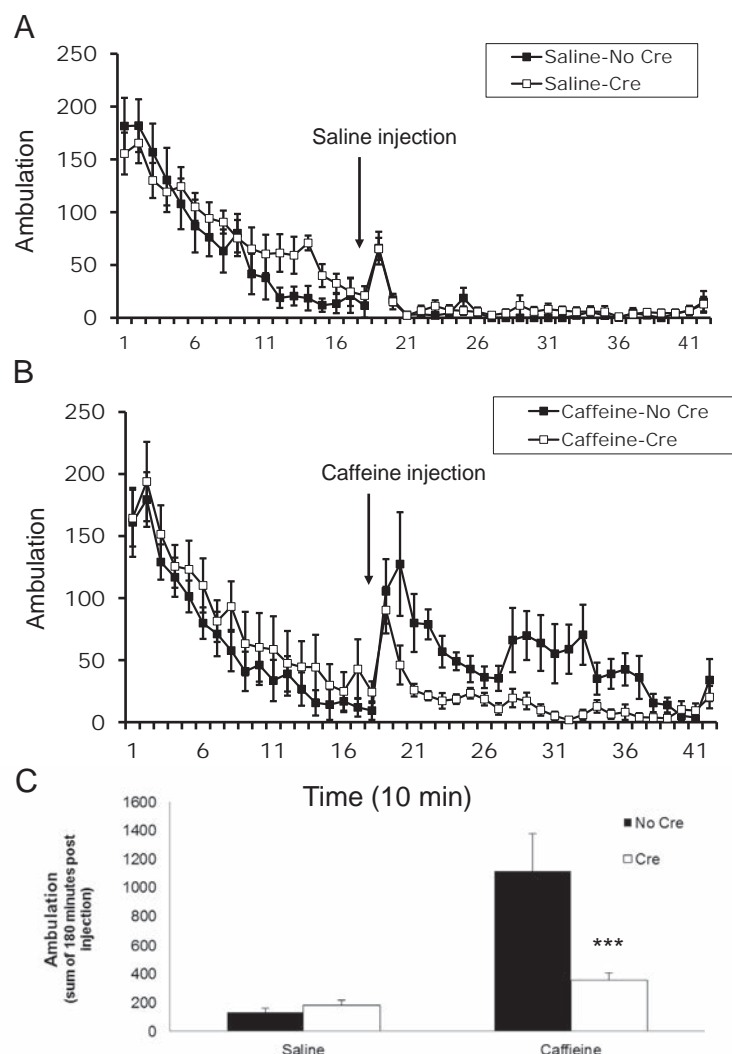 A
250
200
150
100
50
0
Ambulation
Saline-No Cre
Saline-Cre
Saline injection
1 6 11 16 21 26 31 36 41
B
250
200
150
100
50
0
Ambulation
Caffeine-No Cre
Caffeine-Cre
Caffeine injection
1 6 11 16 21 26 31 36 41
Time (10 min)
C
1600
1400
1200
1000
800
600
400
200
0
Ambulation
(sum of 180 minutes post
Injection)
No Cre
Cre
***
Saline Caffieine